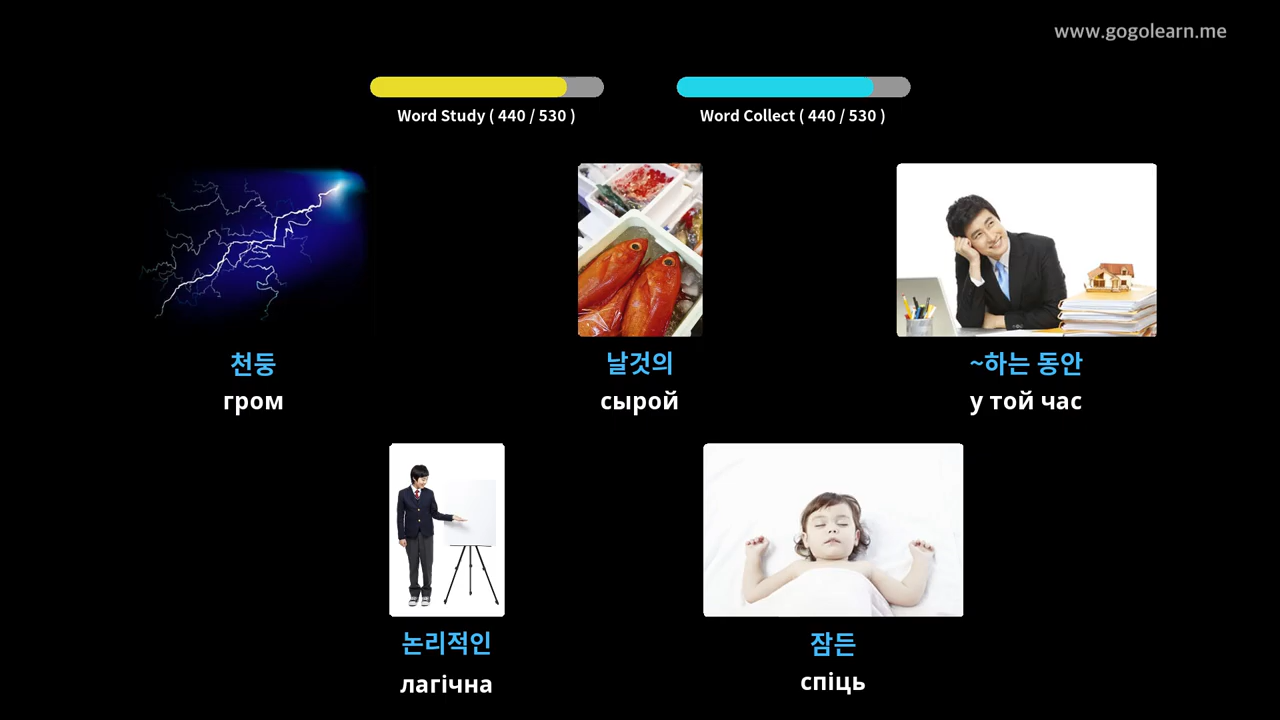 www.gogolearn.me
Word Study ( 440 / 530 )
Word Collect ( 440 / 530 )
천둥
гром
날것의
сырой
~하는 동안
у той час
논리적인
лагічна
잠든
спіць